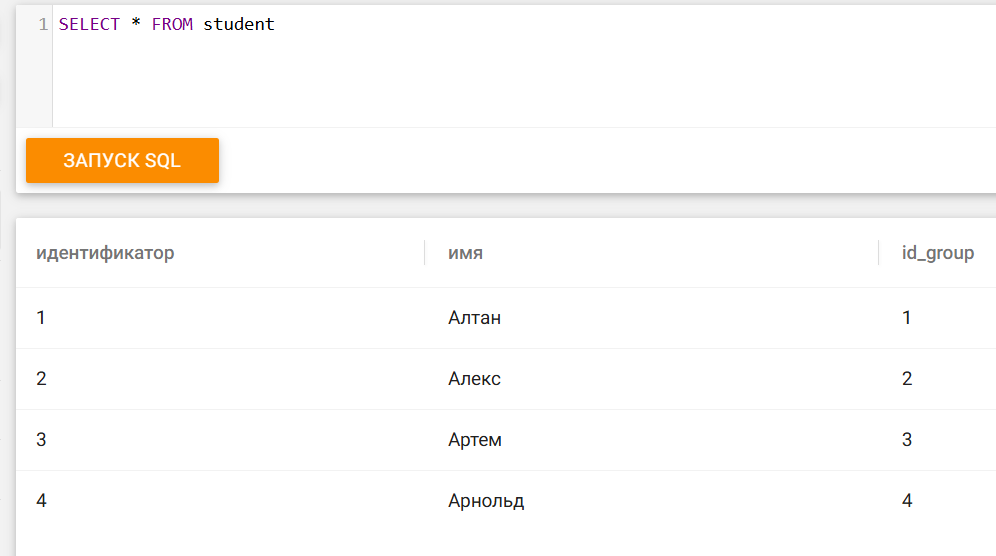 1 SELECT * FROM student
ЗАПУСК SQL
идентификатор имя id_group
1 Алтан 1
2 Алекс 2
3 Артем 3
4 Арнольд 4